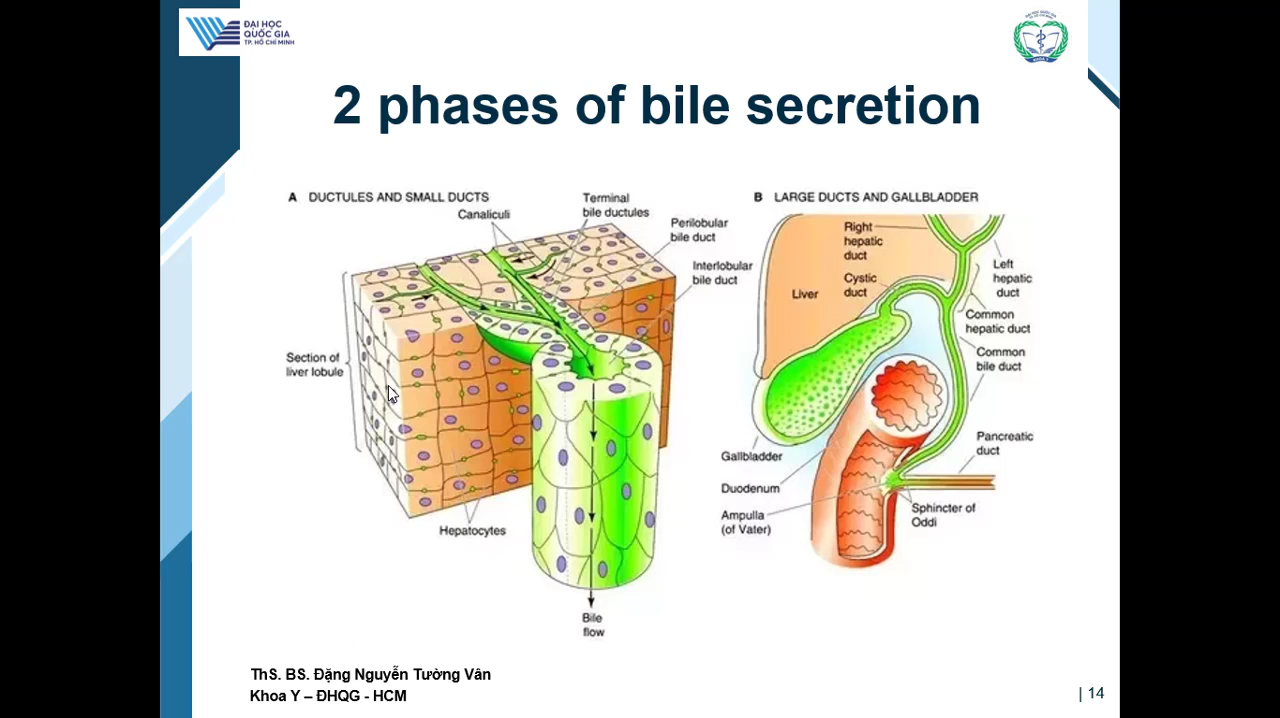 ĐẠI HỌC
QUỐC GIA
TP. HỒ CHÍ MINH
2 phases of bile secretion
A DUCTULES AND SMALL DUCTS
Canaliculi
Terminal
bile ductules
Perilobular
bile duct
Interlobular
bile duct
Section of
liver lobule
Hepatocytes
Bile
flow
B LARGE DUCTS AND GALLBLADDER
Right
hepatic
duct
Cystic
duct
Liver
Left
hepatic
duct
Common
hepatic duct
Common
bile duct
Pancreatic
duct
Gallbladder
Duodenum
Ampulla
(of Vater)
Sphincter of
Oddi
ThS. BS. Đặng Nguyễn Tường Vân
Khoa Y – ĐHQG - HCM
| 14